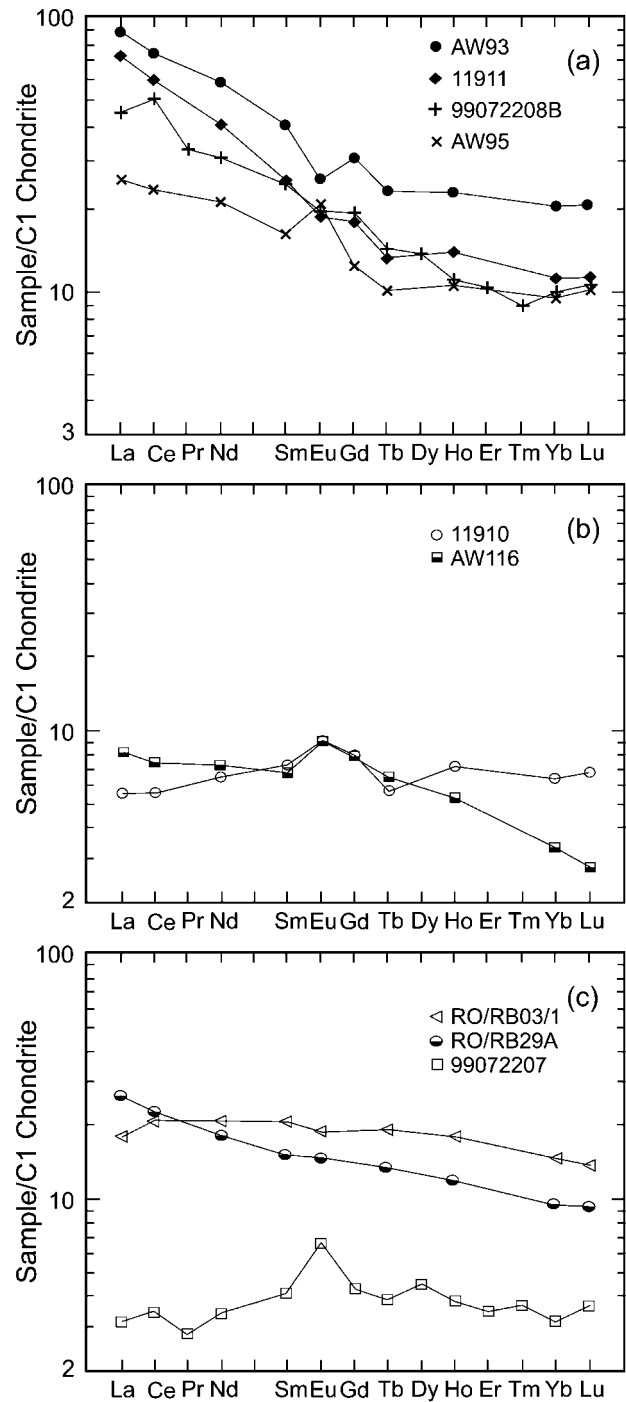 100
(a)
AW93
11911
99072208B
AW95
Sample/C1 Chondrite
10
3
La Ce Pr Nd Sm Eu Gd Tb Dy Ho Er Tm Yb Lu
100
(b)
11910
AW116
Sample/C1 Chondrite
10
2
La Ce Pr Nd Sm Eu Gd Tb Dy Ho Er Tm Yb Lu
100
(c)
RO/RB03/1
RO/RB29A
99072207
Sample/C1 Chondrite
10
2
La Ce Pr Nd Sm Eu Gd Tb Dy Ho Er Tm Yb Lu